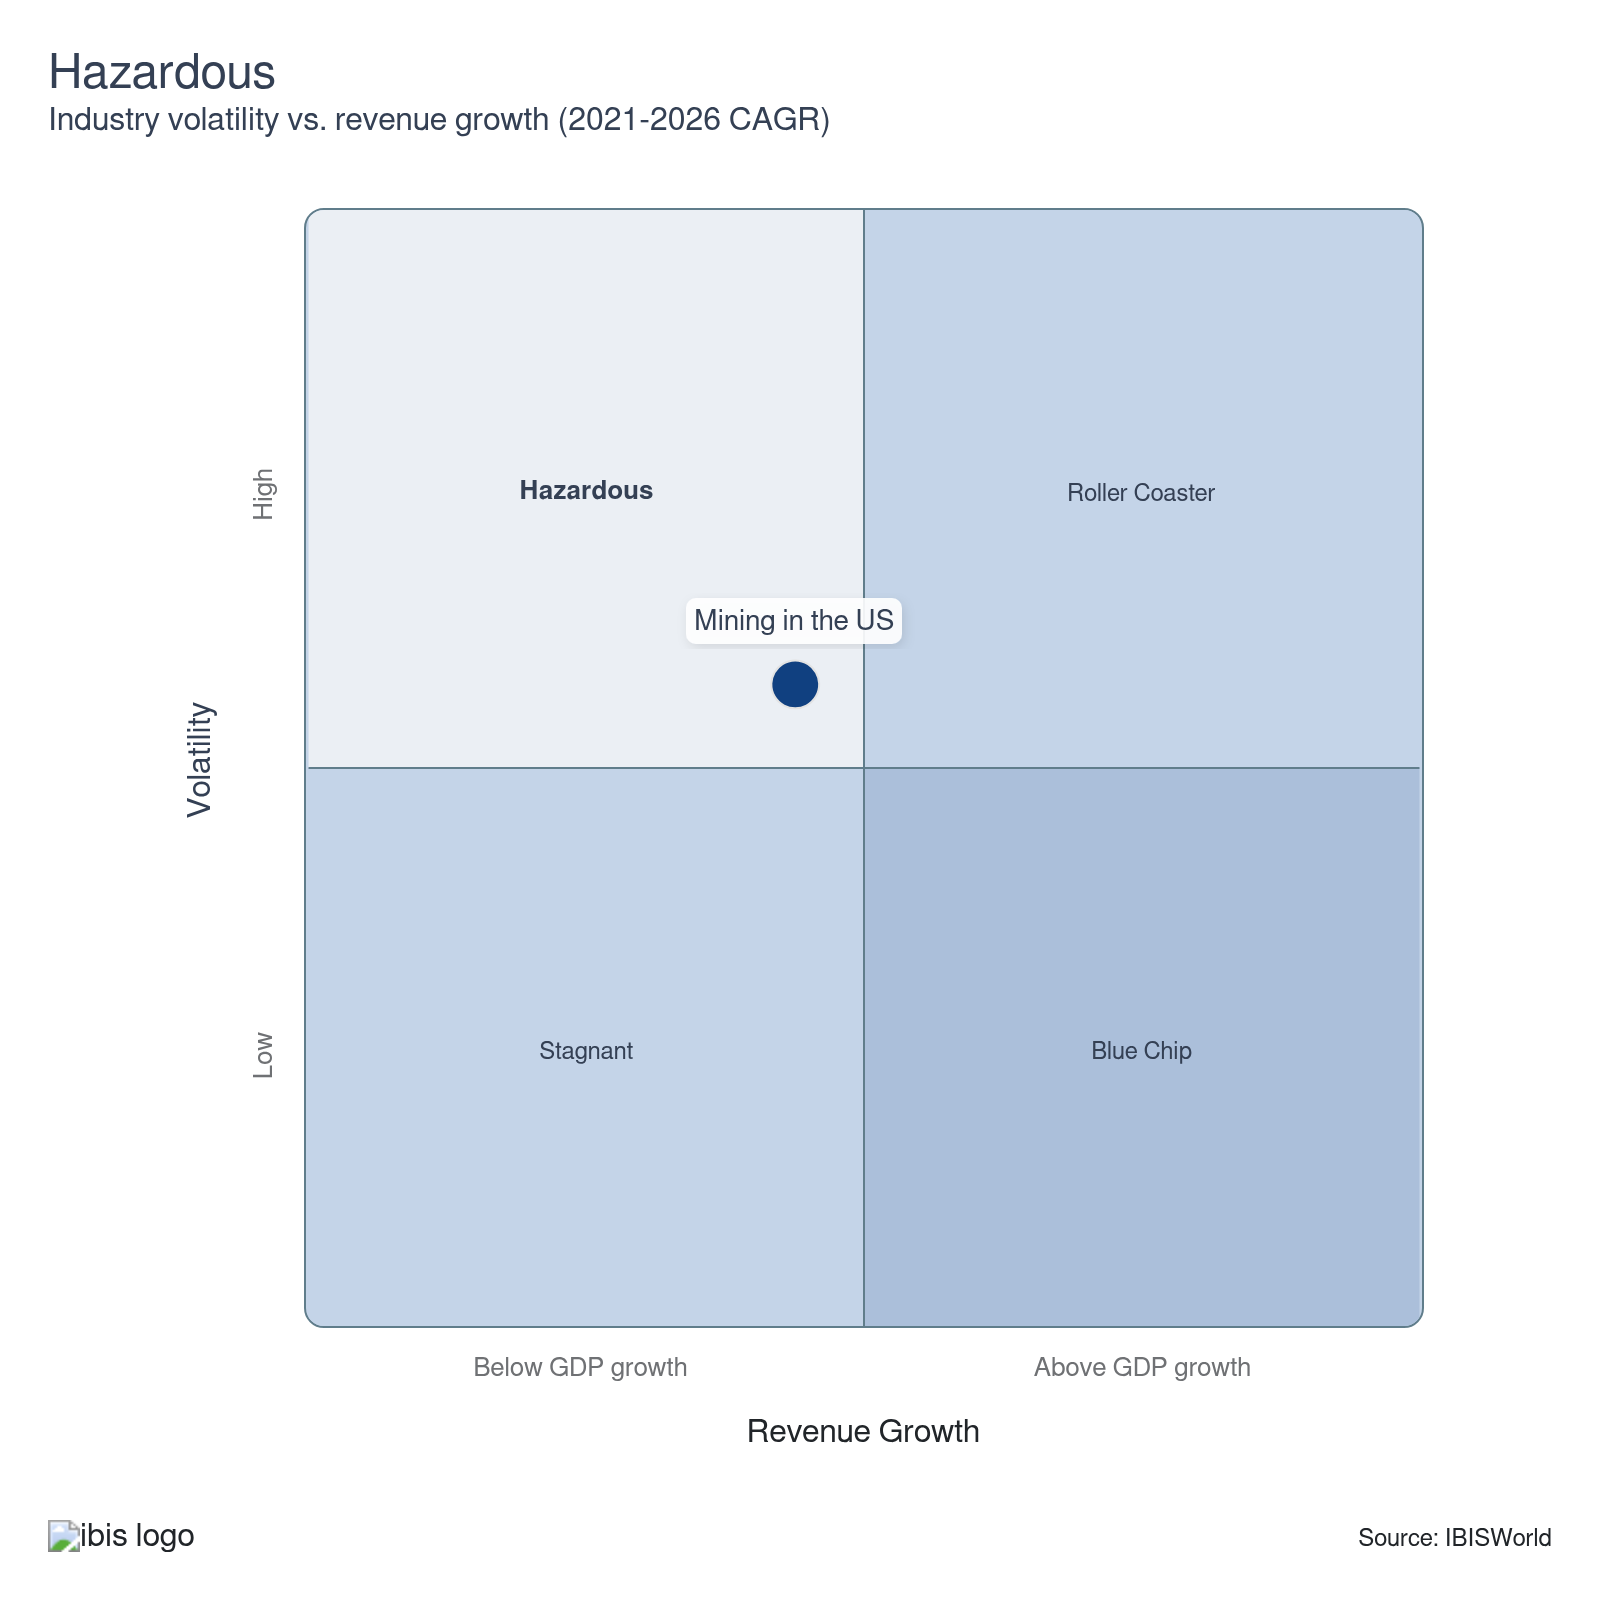 Hazardous
Industry volatility vs. revenue growth (2021-2026 CAGR)
Hazardous
Roller Coaster
High
Mining in the US
Volatility
Stagnant
Blue Chip
Low
Below GDP growth
Above GDP growth
Revenue Growth
ibis logo
Source: IBISWorld